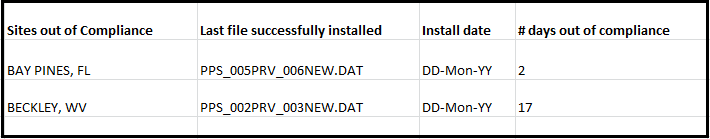 Sites out of Compliance Last file successfully installed Install date # days out of compliance
BAY PINES, FL PPS_005PRV_006NEW.DAT DD-Mon-YY 2
BECKLEY, WV PPS_002PRV_003NEW.DAT DD-Mon-YY 17